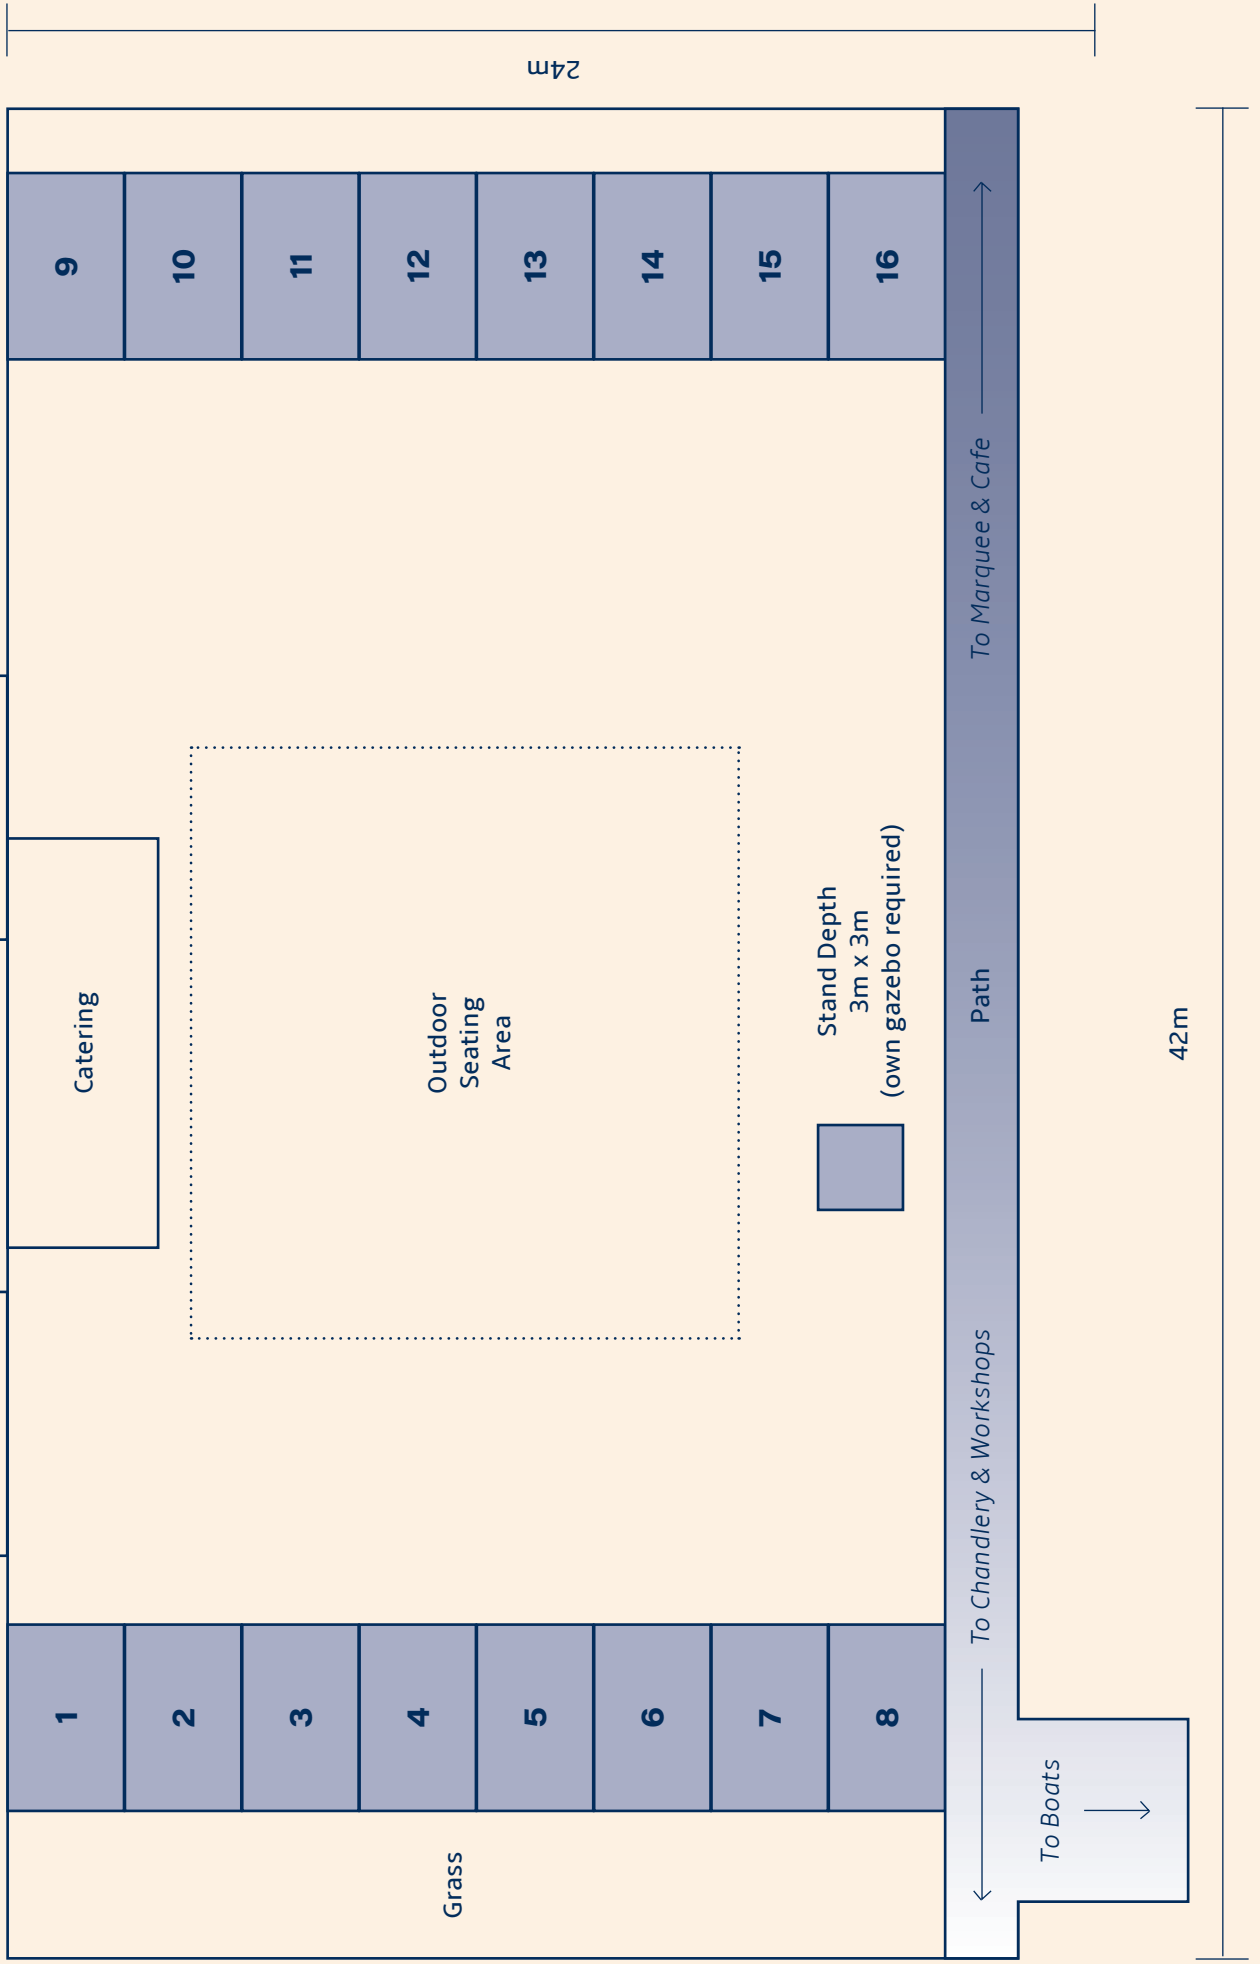 24m
1
2
3
4
5
6
7
8
9
10
11
12
13
14
15
16
Catering
Outdoor
Seating
Area
Stand Depth
3m x 3m
(own gazebo required)
Grass
To Chandlery & Workshops
Path
To Marquee & Cafe
To Boats
42m